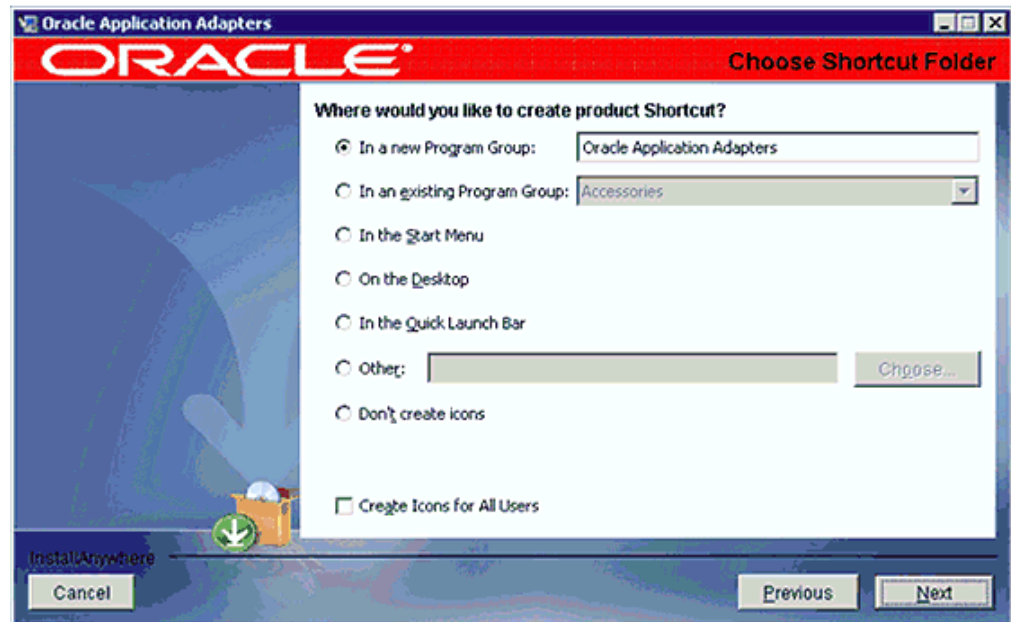 Oracle Application Adapters
ORACLE®
Choose Shortcut Folder
Where would you like to create product Shortcut?
In a new Program Group: Oracle Application Adapters
In an existing Program Group: Accessories
In the Start Menu
On the Desktop
In the Quick Launch Bar
Other: Choose...
Don't create icons
Create Icons for All Users
InstallAnywhere
Cancel Previous Next